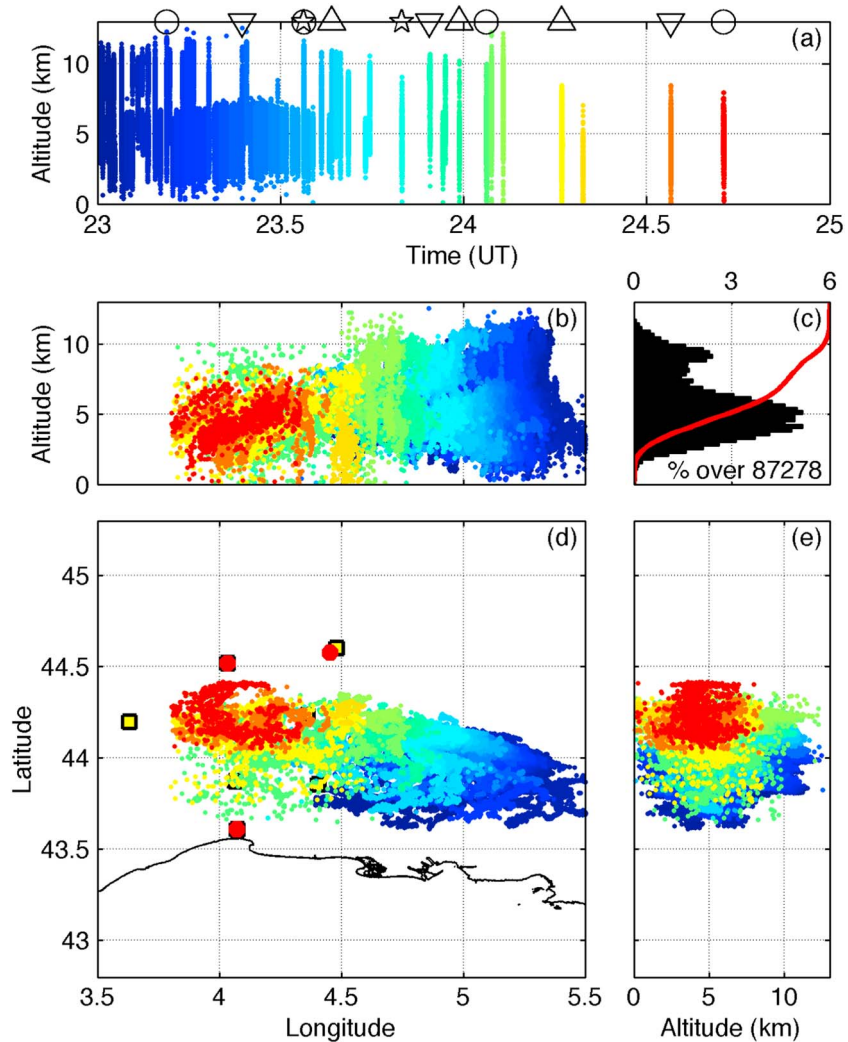 (a)
Altitude (km)
10
5
0
23 23.5 24 24.5 25
Time (UT)
0 3 6
(b) (c)
Altitude (km)
10
5
0
% over 87278
(d) (e)
Latitude
45
44.5
44
43.5
43
3.5 4 4.5 5 5.5 0 5 10
Longitude Altitude (km)